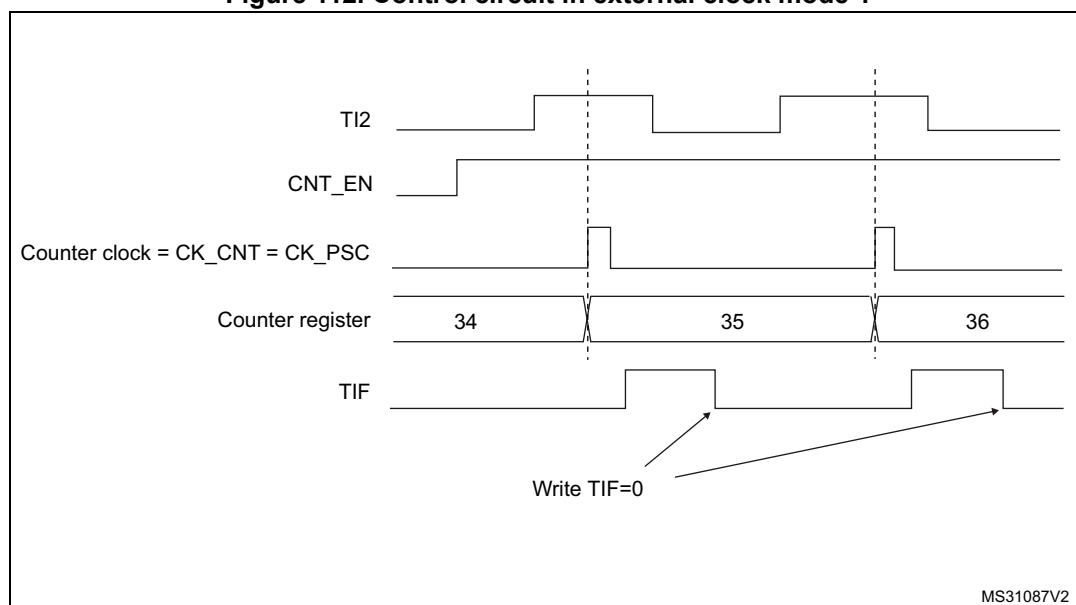 Figure 112. Control circuit in external clock mode 1
TI2
CNT_EN
Counter clock = CK_CNT = CK_PSC
Counter register 34 35 36
TIF
Write TIF=0
MS31087V2